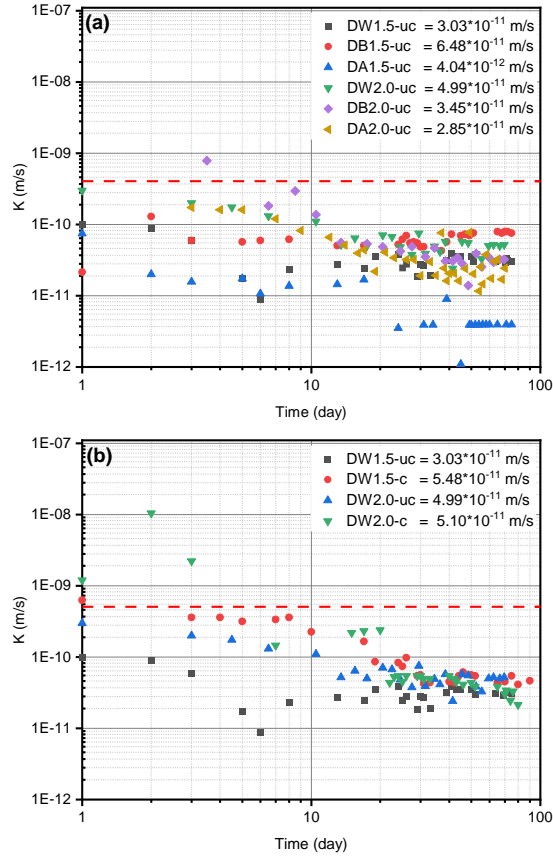 (a)
DW1.5-uc = 3.03*10⁻¹¹ m/s
DB1.5-uc = 6.48*10⁻¹¹ m/s
DA1.5-uc = 4.04*10⁻¹² m/s
DW2.0-uc = 4.99*10⁻¹¹ m/s
DB2.0-uc = 3.45*10⁻¹¹ m/s
DA2.0-uc = 2.85*10⁻¹¹ m/s
K (m/s)
1E-07
1E-08
1E-09
1E-10
1E-11
1E-12
1 10 100
Time (day)
(b)
DW1.5-uc = 3.03*10⁻¹¹ m/s
DW1.5-c = 5.48*10⁻¹¹ m/s
DW2.0-uc = 4.99*10⁻¹¹ m/s
DW2.0-c = 5.10*10⁻¹¹ m/s
K (m/s)
1E-07
1E-08
1E-09
1E-10
1E-11
1E-12
1 10 100
Time (day)